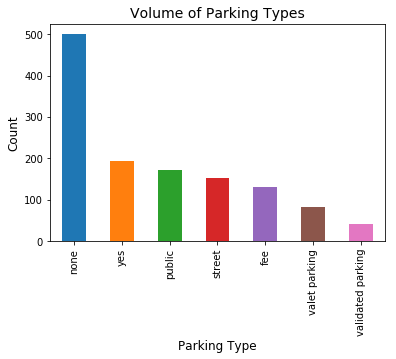 Volume of Parking Types
Count
500
400
300
200
100
0
none
yes
public
street
fee
valet parking
validated parking
Parking Type